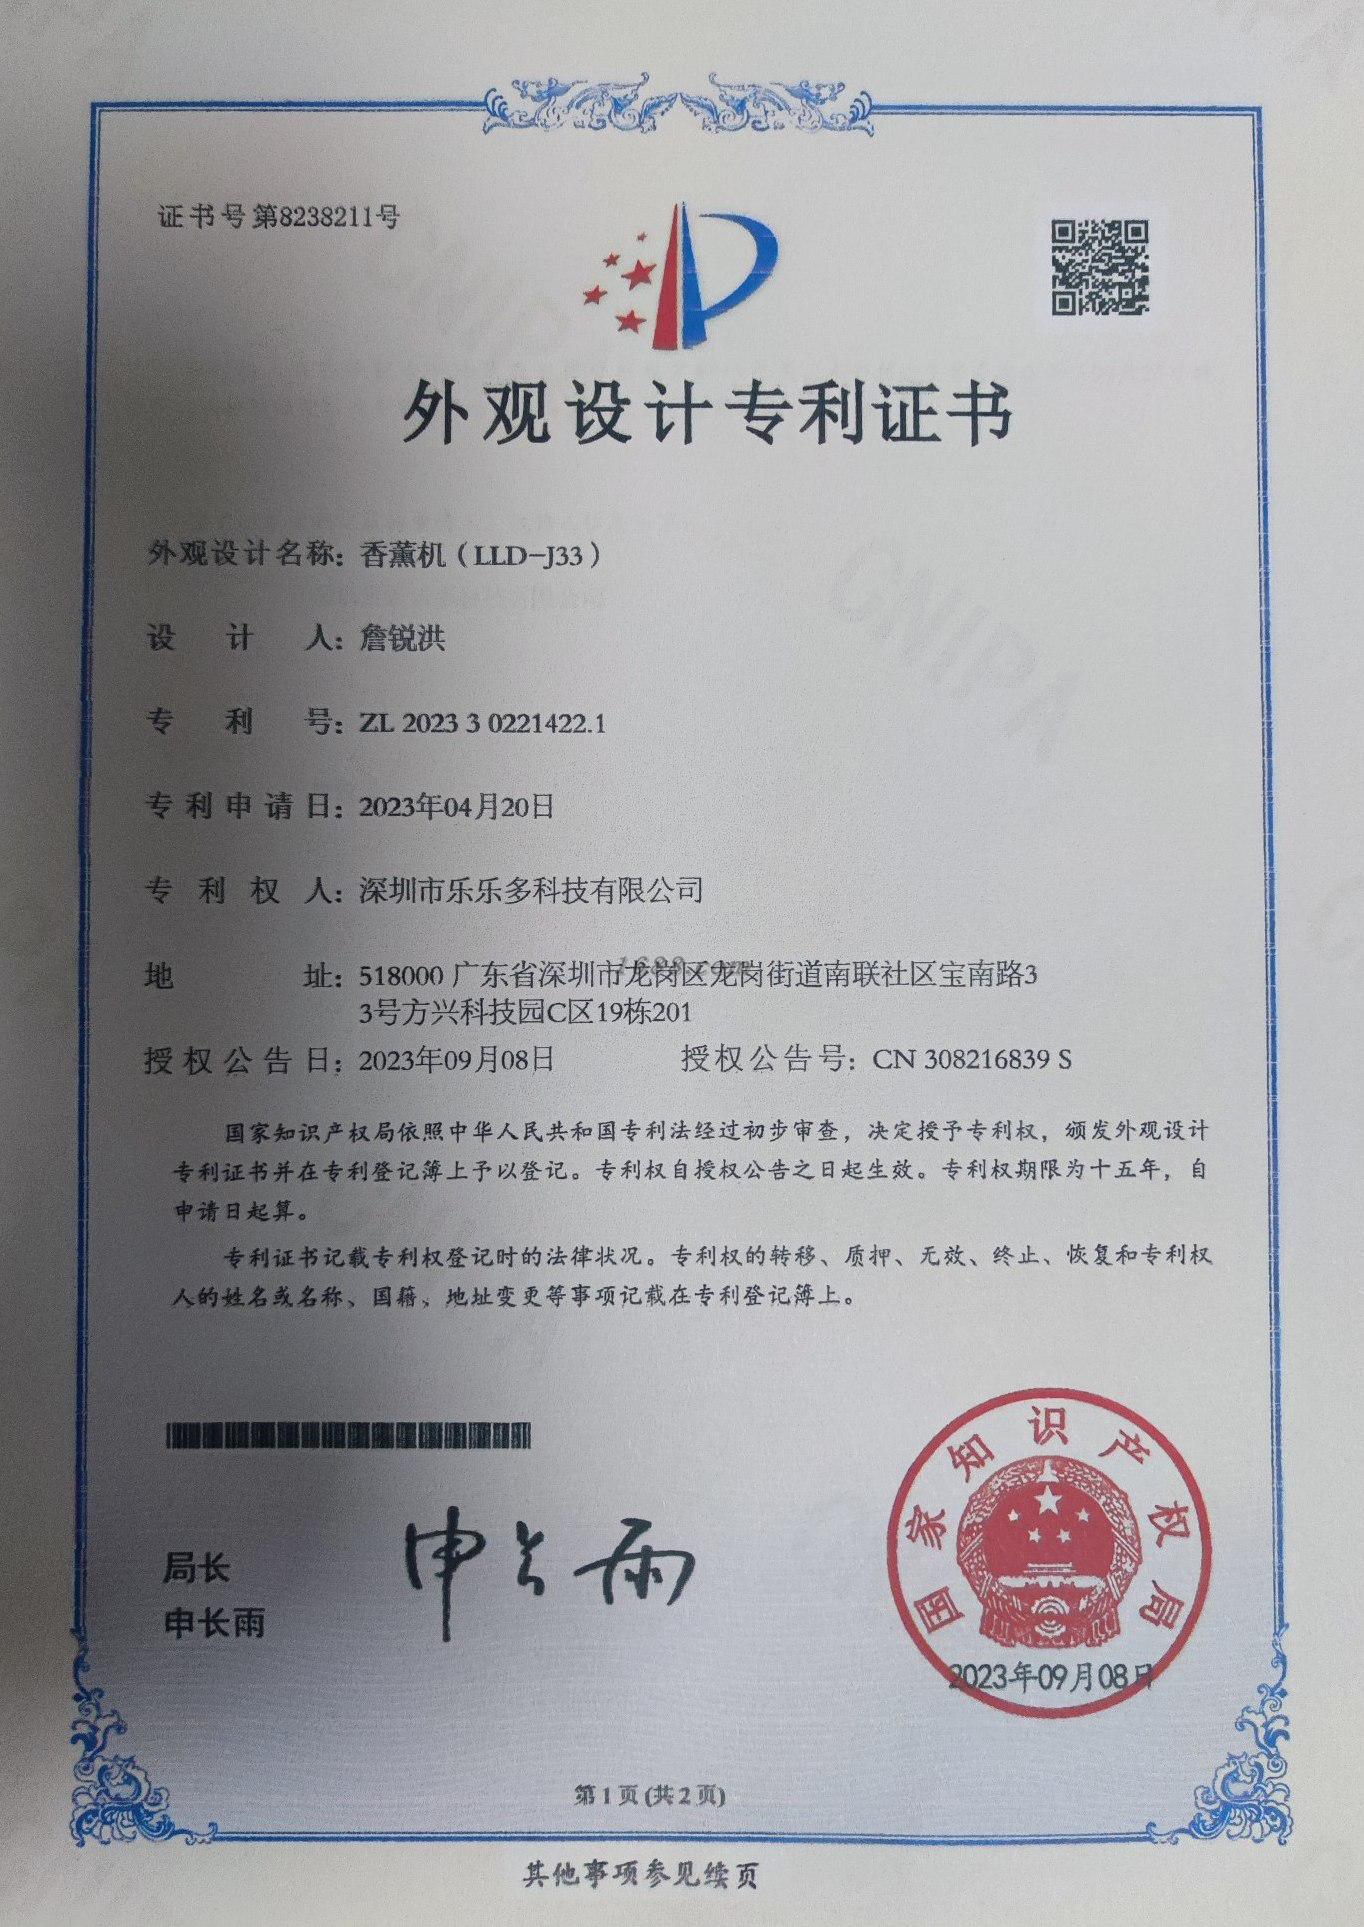 证书号第8238211号
外观设计专利证书
外观设计名称：香薰机（LLD-J33）
设计人：詹锐洪
专利号：ZL 2023 3 0221422.1
专利申请日：2023年04月20日
专利权人：深圳市乐乐多科技有限公司
地址：518000 广东省深圳市龙岗区龙岗街道南联社区宝南路3
3号方兴科技园C区19栋201
1688.com
授权公告日：2023年09月08日 授权公告号：CN 308216839 S
国家知识产权局依照中华人民共和国专利法经过初步审查，决定授予专利权，颁发外观设计
专利证书并在专利登记簿上予以登记。专利权自授权公告之日起生效。专利权期限为十五年，自
申请日起算。
专利证书记载专利权登记时的法律状况。专利权的转移、质押、无效、终止、恢复和专利权
人的姓名或名称、国籍、地址变更等事项记载在专利登记簿上。
局长
申长雨
申长雨
国家知识产权局
2023年09月08日
第1页(共2页)
其他事项参见续页
CNIPA